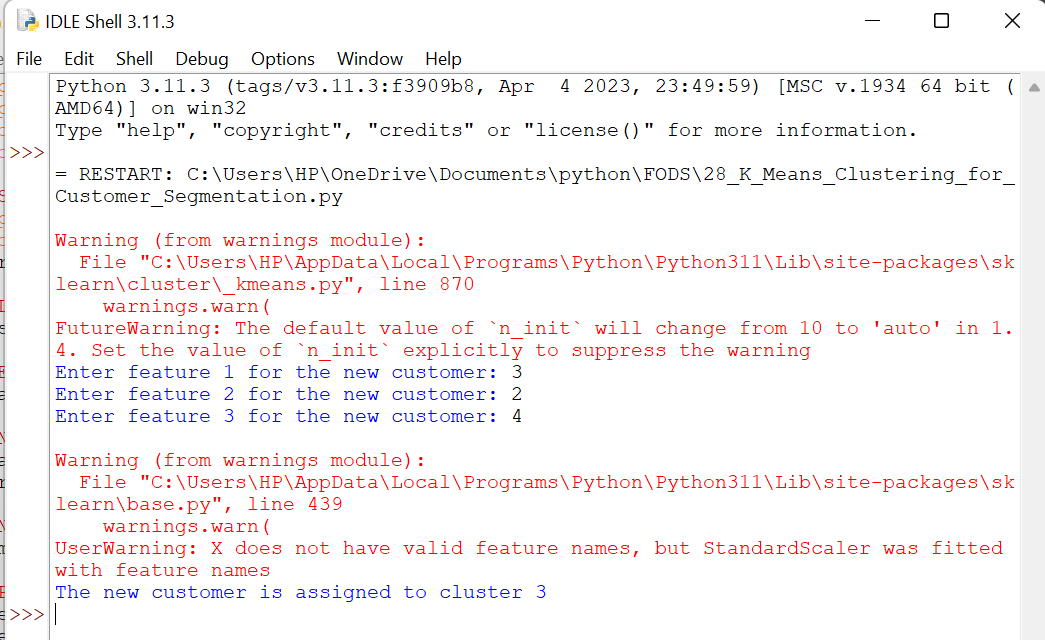 IDLE Shell 3.11.3
File Edit Shell Debug Options Window Help
Python 3.11.3 (tags/v3.11.3:f3909b8, Apr  4 2023, 23:49:59) [MSC v.1934 64 bit (
AMD64)] on win32
Type "help", "copyright", "credits" or "license()" for more information.
>>>
= RESTART: C:\Users\HP\OneDrive\Documents\python\FODS\28_K_Means_Clustering_for_
Customer_Segmentation.py
Warning (from warnings module):
  File "C:\Users\HP\AppData\Local\Programs\Python\Python311\Lib\site-packages\sk
learn\cluster\_kmeans.py", line 870
    warnings.warn(
FutureWarning: The default value of `n_init` will change from 10 to 'auto' in 1.
4. Set the value of `n_init` explicitly to suppress the warning
Enter feature 1 for the new customer: 3
Enter feature 2 for the new customer: 2
Enter feature 3 for the new customer: 4
Warning (from warnings module):
  File "C:\Users\HP\AppData\Local\Programs\Python\Python311\Lib\site-packages\sk
learn\base.py", line 439
    warnings.warn(
UserWarning: X does not have valid feature names, but StandardScaler was fitted
with feature names
The new customer is assigned to cluster 3
>>>